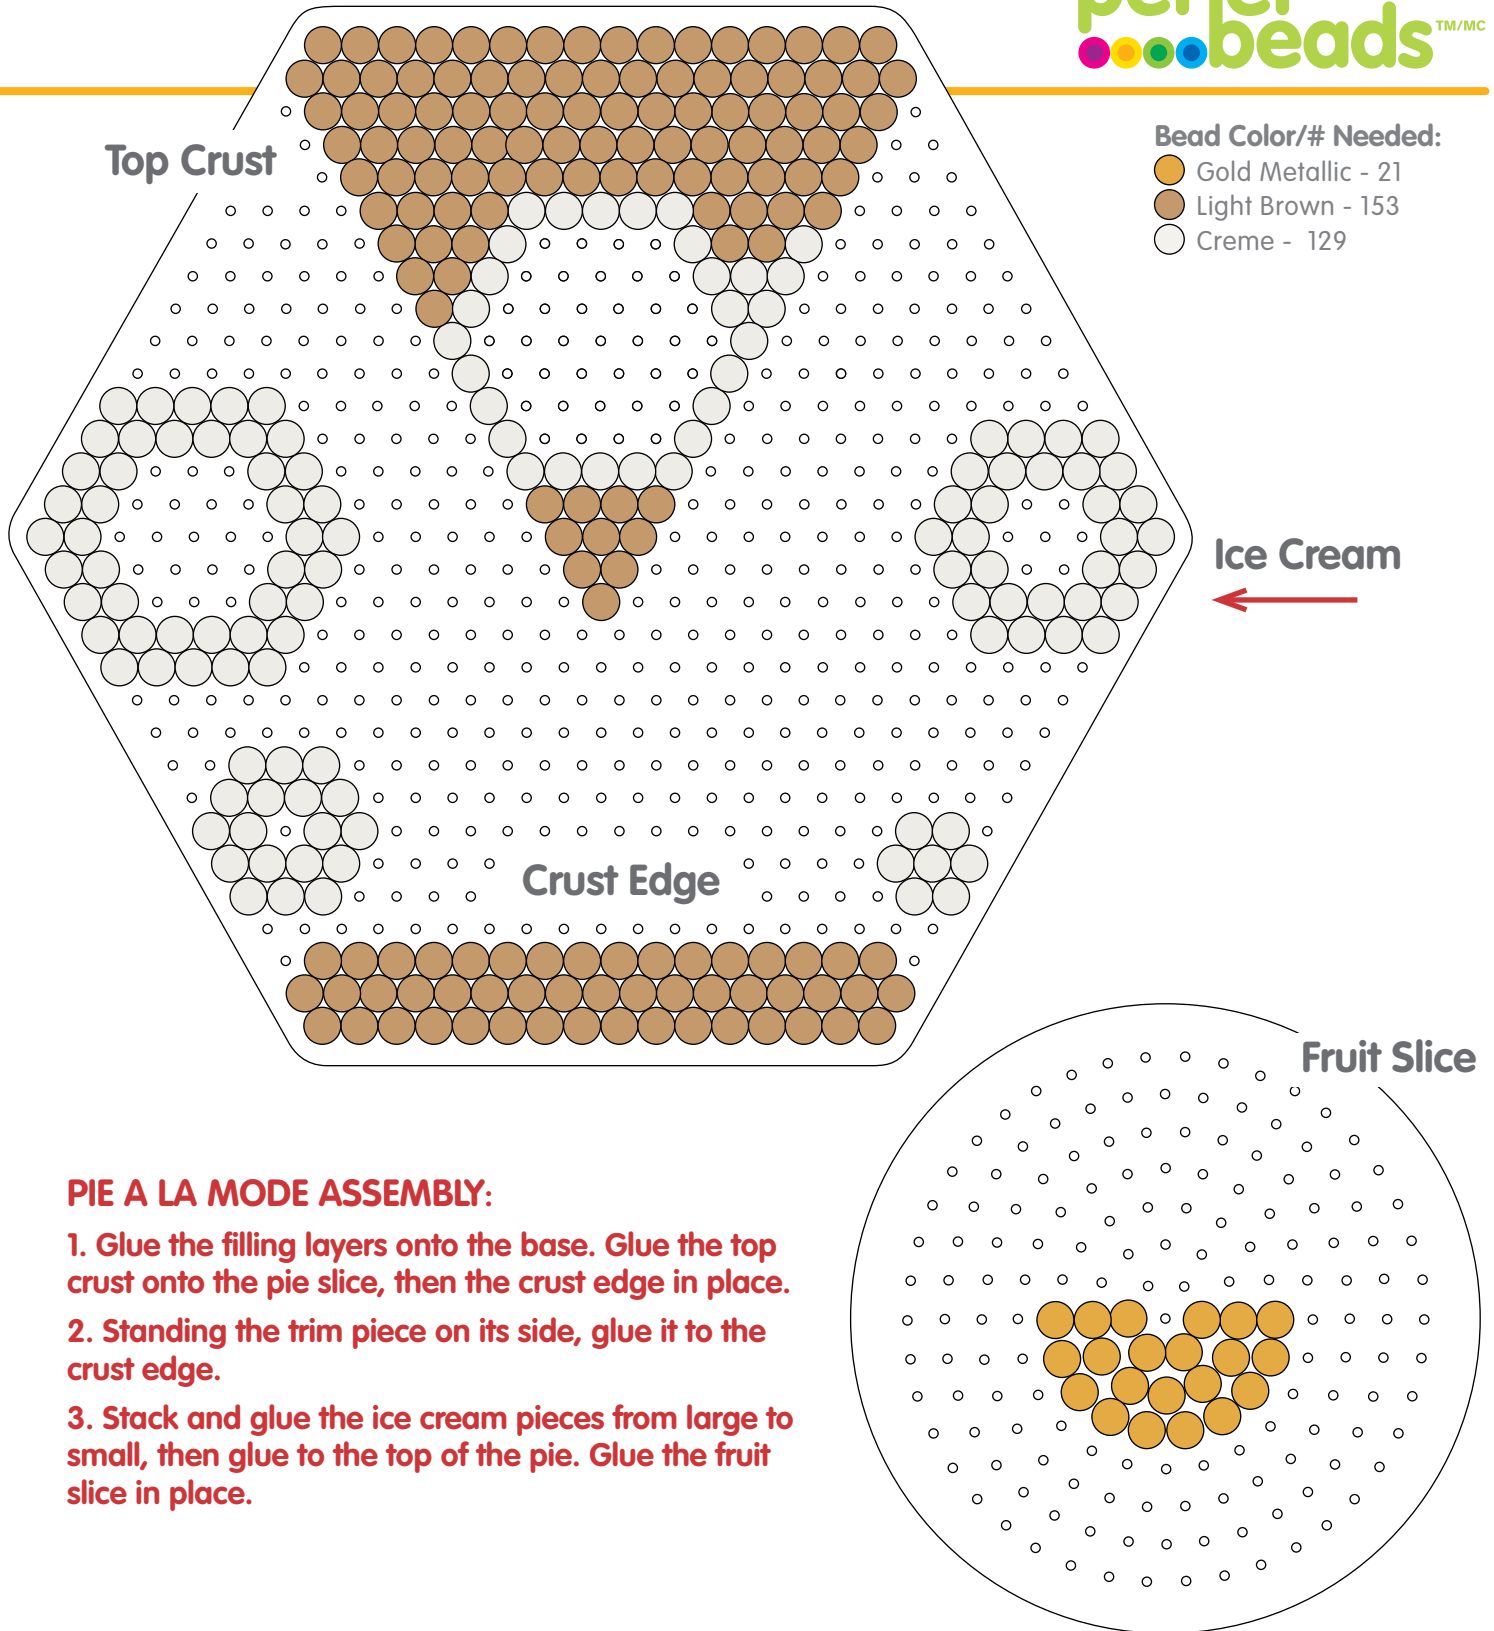 perler
beads TM/MC
Bead Color/# Needed:
Gold Metallic - 21
Light Brown - 153
Creme - 129
Top Crust
Ice Cream
Crust Edge
Fruit Slice
PIE A LA MODE ASSEMBLY:
1. Glue the filling layers onto the base. Glue the top
crust onto the pie slice, then the crust edge in place.
2. Standing the trim piece on its side, glue it to the
crust edge.
3. Stack and glue the ice cream pieces from large to
small, then glue to the top of the pie. Glue the fruit
slice in place.